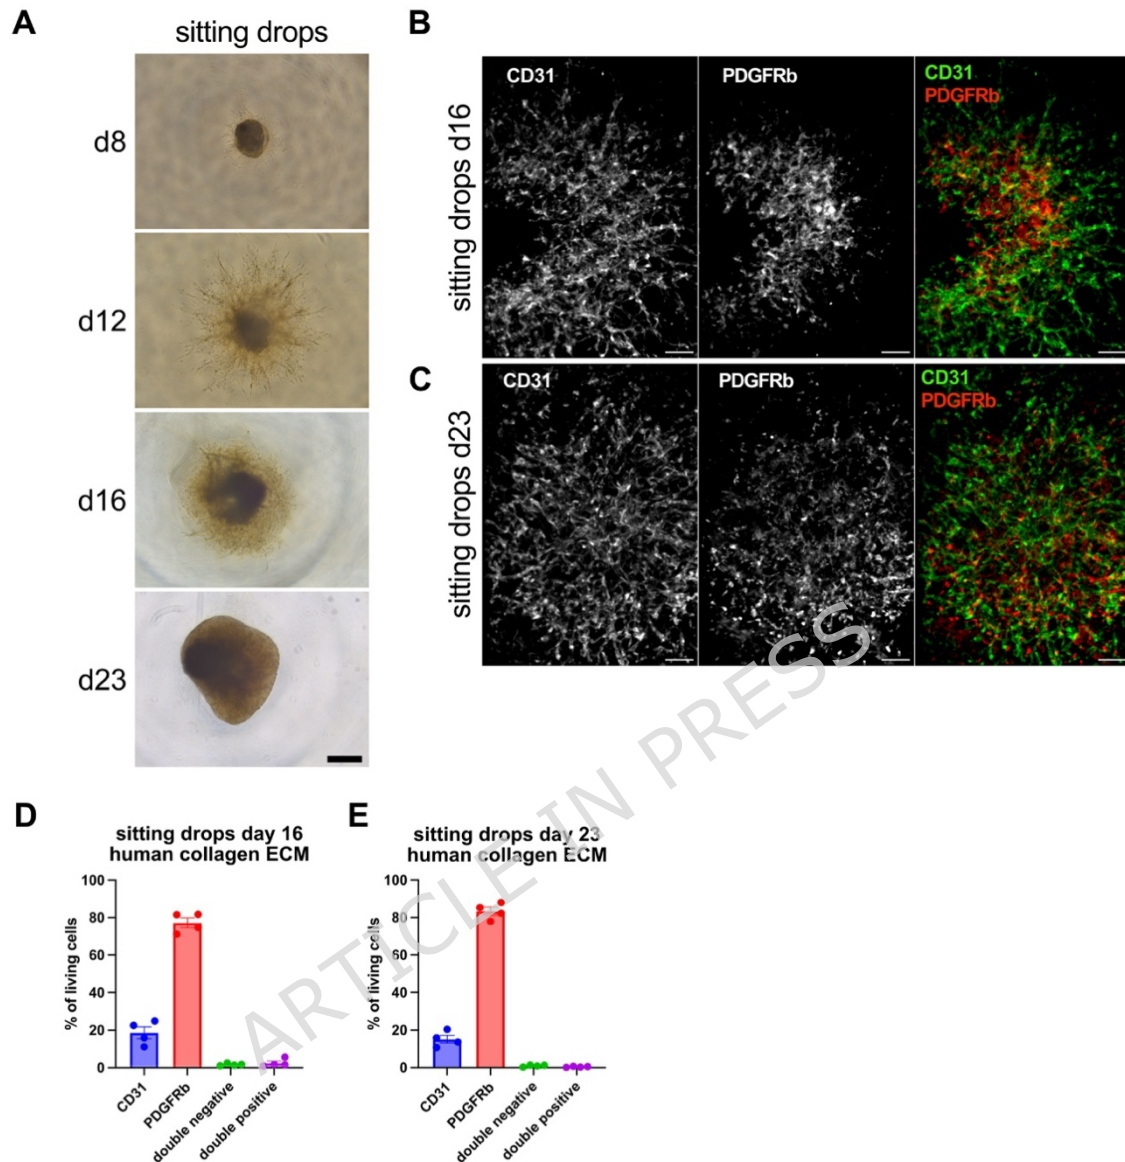 A
sitting drops
d8
d12
d16
d23
B
sitting drops d16
CD31
PDGFRb
CD31
PDGFRb
C
sitting drops d23
CD31
PDGFRb
CD31
PDGFRb
D
sitting drops day 16
human collagen ECM
% of living cells
100
80
60
40
20
0
CD31
PDGFRb
double negative
double positive
E
sitting drops day 23
human collagen ECM
% of living cells
100
80
60
40
20
0
CD31
PDGFRb
double negative
double positive
ARTICLE IN PRESS